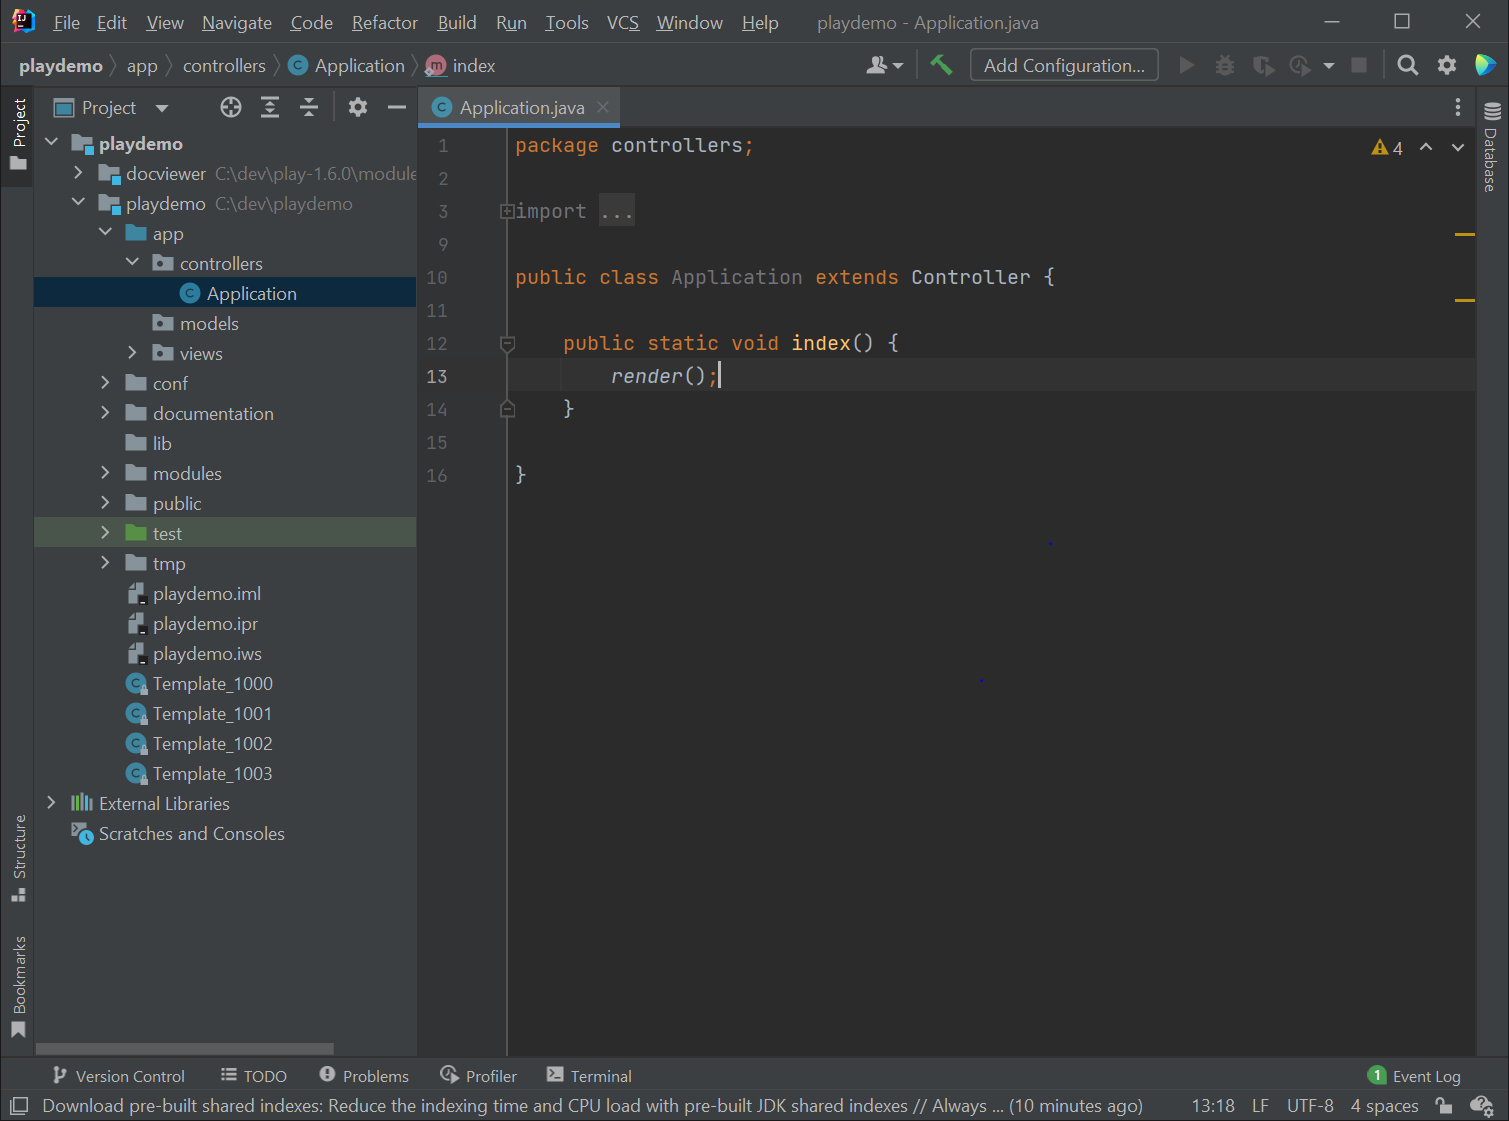 File Edit View Navigate Code Refactor Build Run Tools VCS Window Help playdemo - Application.java
playdemo app controllers Application index Add Configuration...
Project
Project
Application.java
Database
playdemo
docviewer C:\dev\play-1.6.0\module
playdemo C:\dev\playdemo
app
controllers
Application
models
views
conf
documentation
lib
modules
public
test
tmp
playdemo.iml
playdemo.ipr
playdemo.iws
Template_1000
Template_1001
Template_1002
Template_1003
External Libraries
Scratches and Consoles
Structure
Bookmarks
1 package controllers; 4
2
3 import ...
9
10 public class Application extends Controller {
11
12 public static void index() {
13 render();
14 }
15
16 }
Version Control TODO Problems Profiler Terminal 1 Event Log
Download pre-built shared indexes: Reduce the indexing time and CPU load with pre-built JDK shared indexes // Always ... (10 minutes ago) 13:18 LF UTF-8 4 spaces